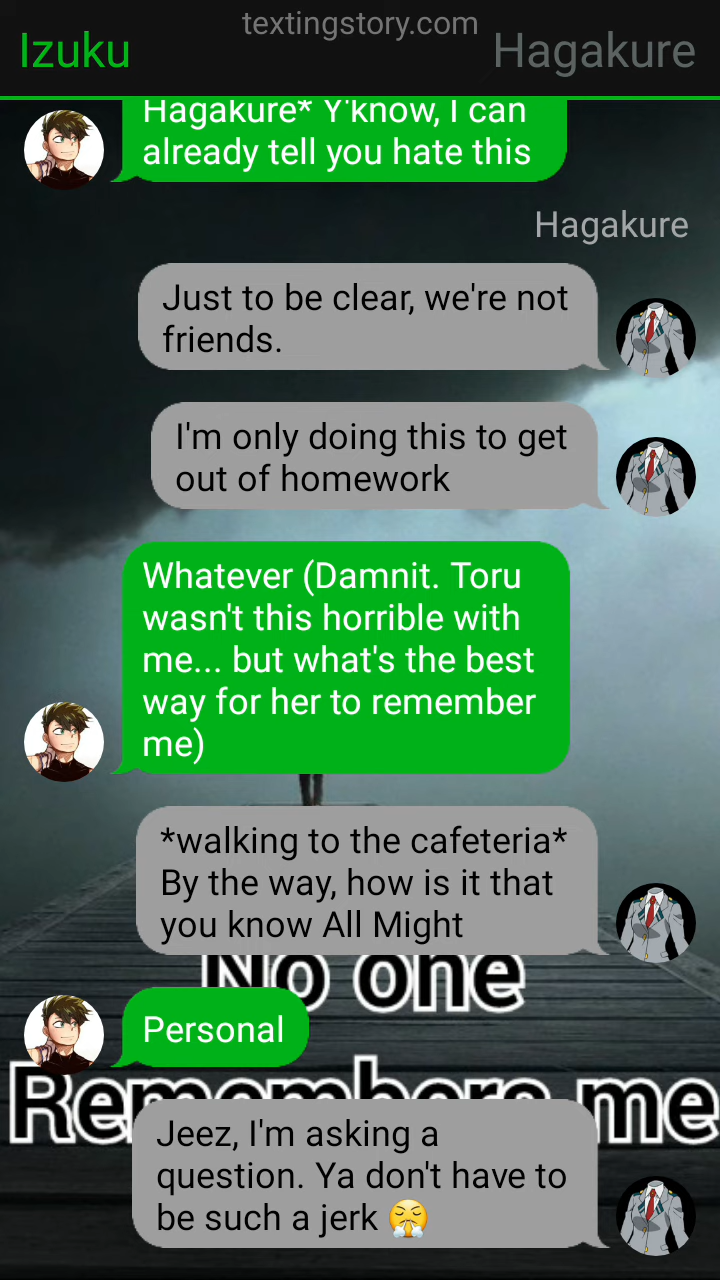 textingstory.com
Izuku
Hagakure
Hagakure* Y'know, I can
already tell you hate this
Hagakure
Just to be clear, we're not
friends.
I'm only doing this to get
out of homework
Whatever (Damnit. Toru
wasn't this horrible with
me... but what's the best
way for her to remember
me)
*walking to the cafeteria*
By the way, how is it that
you know All Might
No one
Personal
Remembers me
Jeez, I'm asking a
question. Ya don't have to
be such a jerk 😤